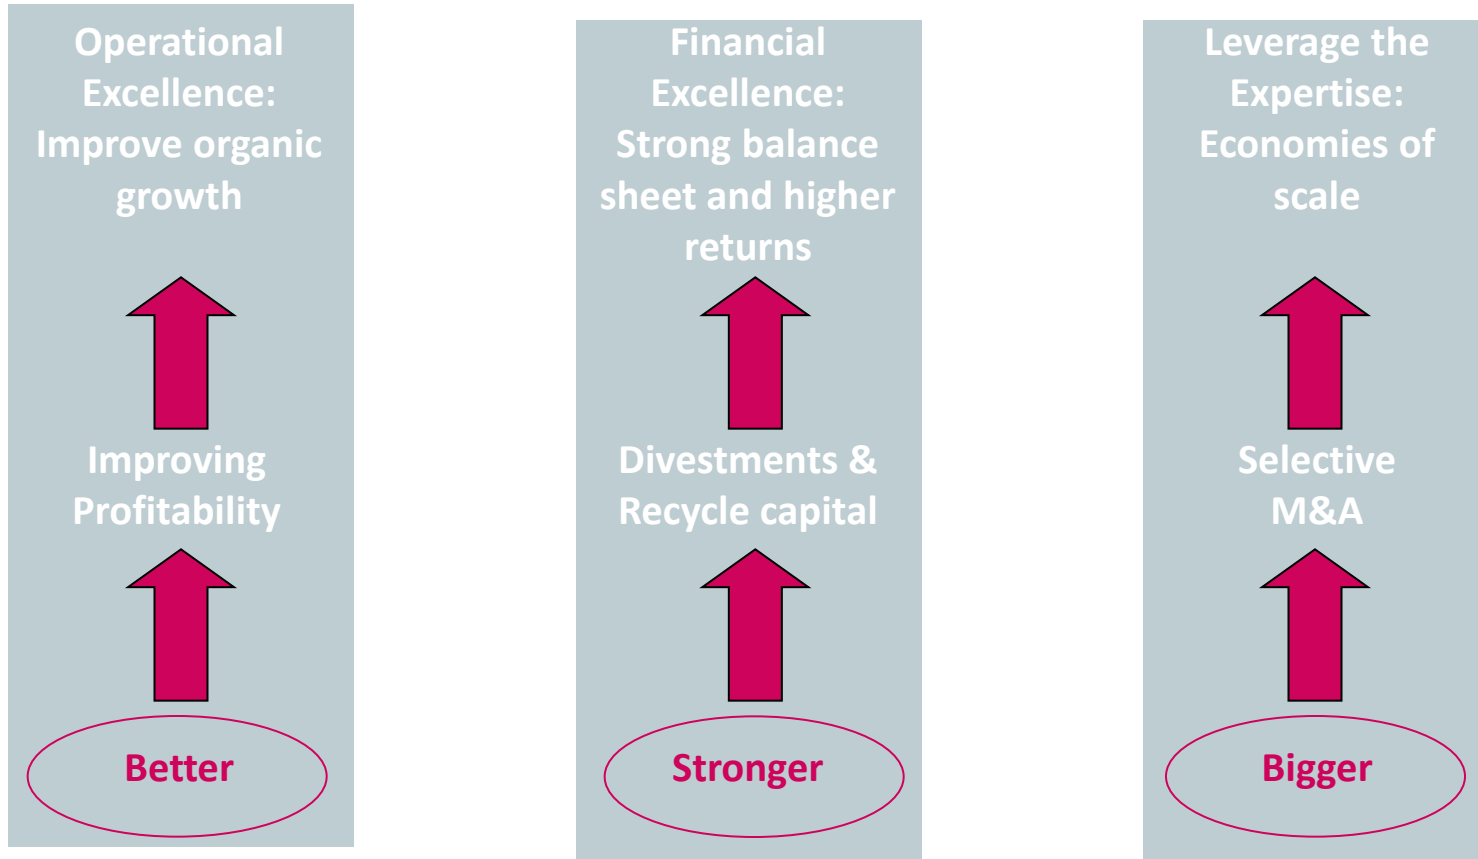 Operational
Excellence:
Improve organic
growth
Improving
Profitability
Better
Financial
Excellence:
Strong balance
sheet and higher
returns
Divestments &
Recycle capital
Stronger
Leverage the
Expertise:
Economies of
scale
Selective
M&A
Bigger